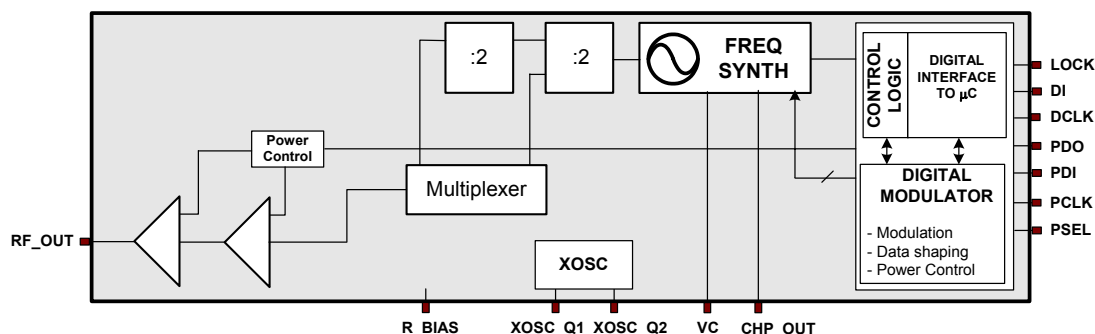 :2
:2
FREQ
SYNTH
CONTROL
LOGIC
DIGITAL
INTERFACE
TO µC
LOCK
DI
DCLK
PDO
PDI
PCLK
PSEL
Power
Control
Multiplexer
DIGITAL
MODULATOR
- Modulation
- Data shaping
- Power Control
RF_OUT
XOSC
R_BIAS
XOSC_Q1
XOSC_Q2
VC
CHP_OUT